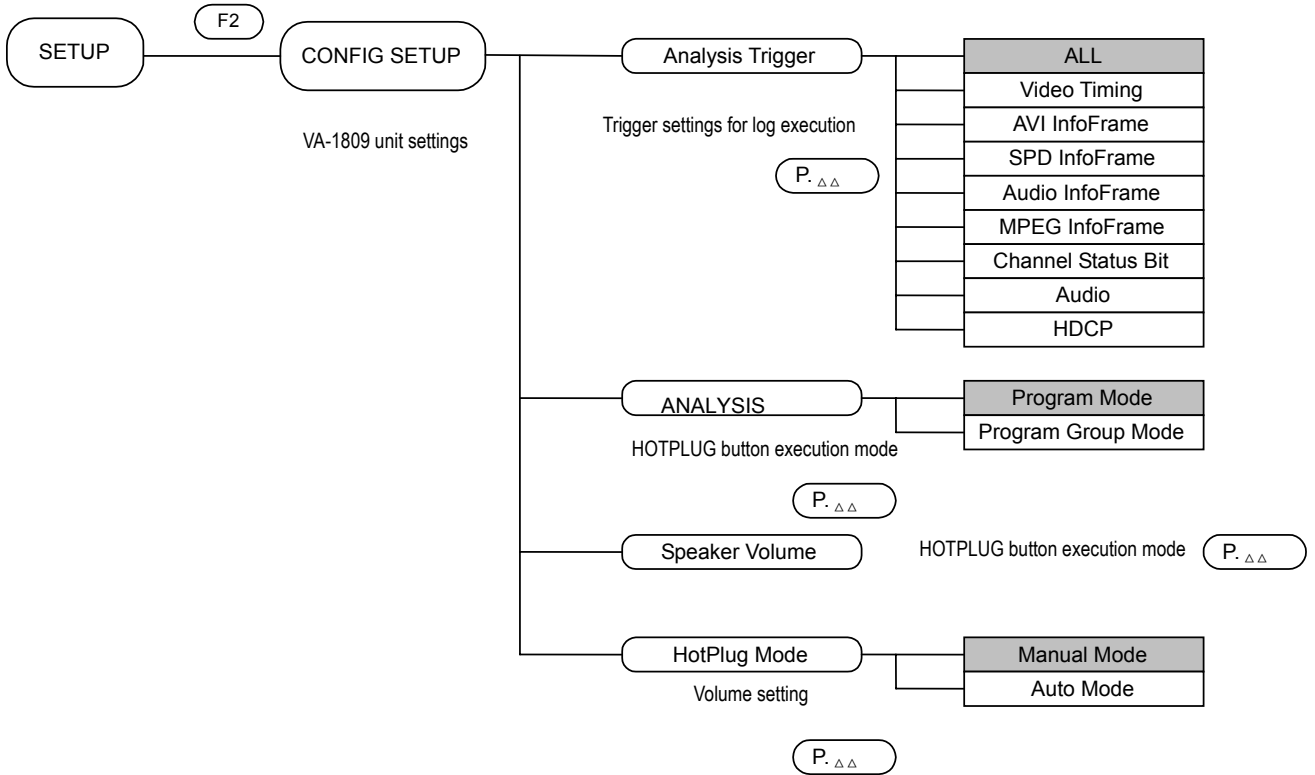 F2
SETUP
CONFIG SETUP
VA-1809 unit settings
Analysis Trigger
Trigger settings for log execution
P. △△
ALL
Video Timing
AVI InfoFrame
SPD InfoFrame
Audio InfoFrame
MPEG InfoFrame
Channel Status Bit
Audio
HDCP
ANALYSIS
HOTPLUG button execution mode
P. △△
Program Mode
Program Group Mode
Speaker Volume
HOTPLUG button execution mode
P. △△
HotPlug Mode
Volume setting
P. △△
Manual Mode
Auto Mode